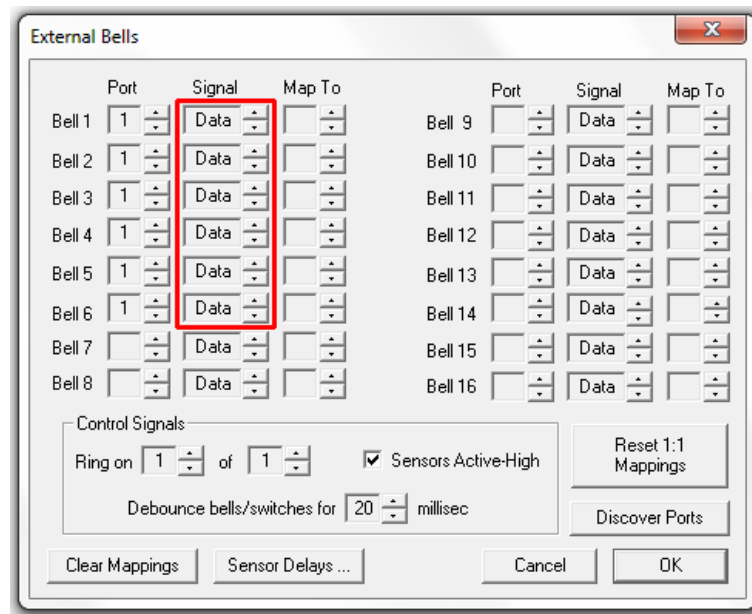 External Bells
Port Signal Map To Port Signal Map To
Bell 1 1 Data Bell 9 Data
Bell 2 1 Data Bell 10 Data
Bell 3 1 Data Bell 11 Data
Bell 4 1 Data Bell 12 Data
Bell 5 1 Data Bell 13 Data
Bell 6 1 Data Bell 14 Data
Bell 7 Data Bell 15 Data
Bell 8 Data Bell 16 Data
Control Signals
Ring on 1 of 1 Sensors Active-High
Debounce bells/switches for 20 millisec
Reset 1:1
Mappings
Discover Ports
Clear Mappings Sensor Delays ... Cancel OK